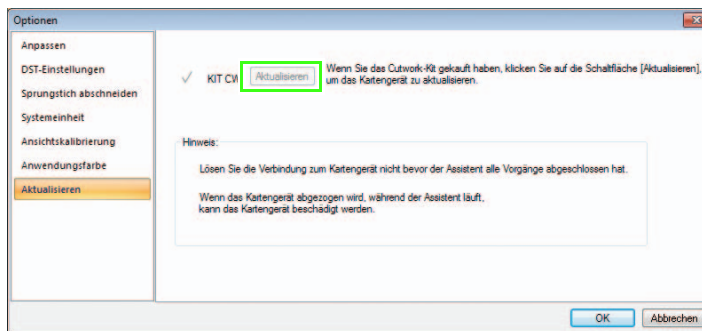 Optionen
Anpassen
DST-Einstellungen
Sprungstich abschneiden
Systemeinheit
Ansichtskalibrierung
Anwendungsfarbe
Aktualisieren
KIT CW
Aktualisieren
Wenn Sie das Cutwork-Kit gekauft haben, klicken Sie auf die Schaltfläche [Aktualisieren],
um das Kartengerät zu aktualisieren.
Hinweis:
Lösen Sie die Verbindung zum Kartengerät nicht bevor der Assistent alle Vorgänge abgeschlossen hat.
Wenn das Kartengerät abgezogen wird, während der Assistent läuft,
kann das Kartengerät beschädigt werden.
OK
Abbrechen